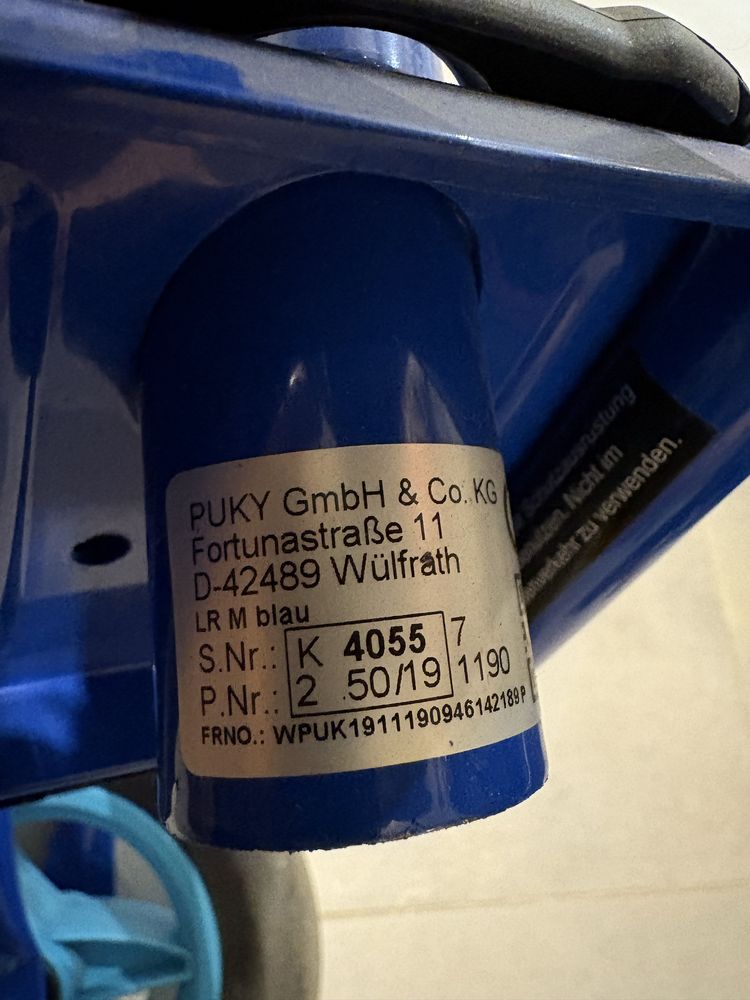 PUKY GmbH & Co. KG
Fortunastraße 11
D-42489 Wülfrath
LR M blau
S.Nr.: K 4055 7
P.Nr.: 2 .50/19 1190
FRNO.: WPUK1911190946142189P
Schutzausrüstung
Nicht im
zu verwenden.